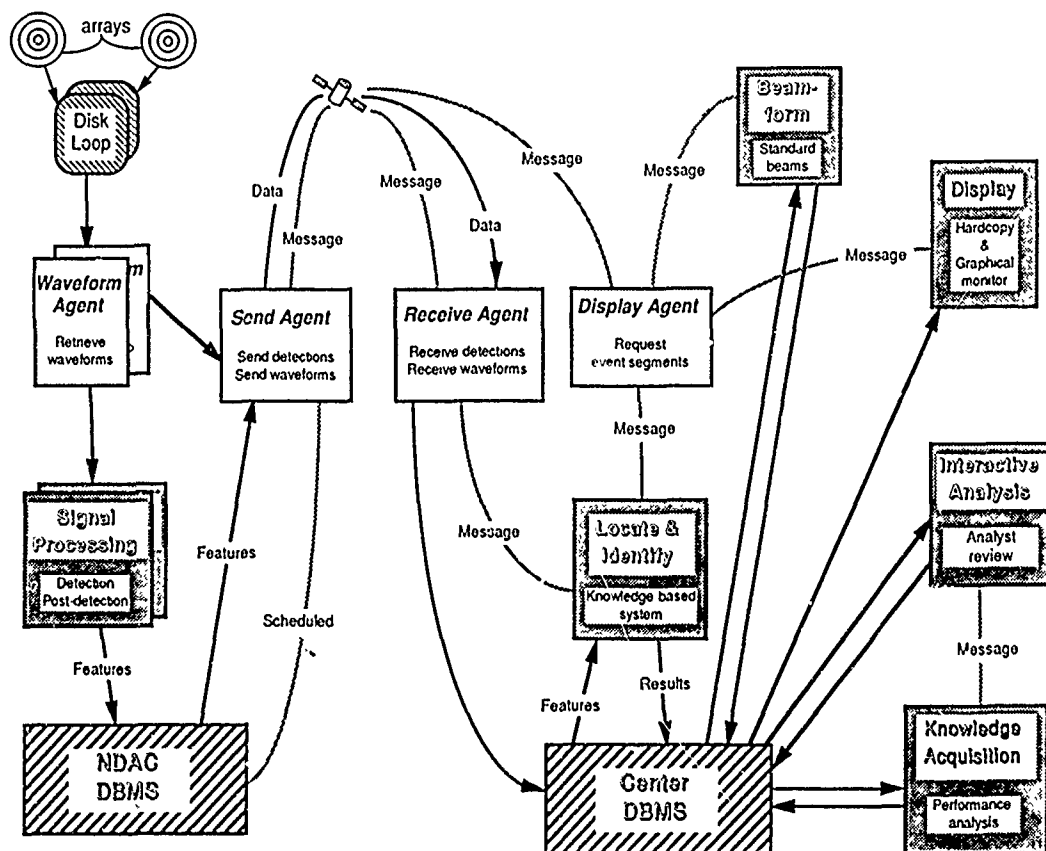 arrays
Disk
Loop
Data
Message
Message
Data
Message
Message
Beam-
form
Standard
beams
Message
Display
Hardcopy
&
Graphical
monitor
Waveform
Agent
Retrieve
waveforms
Send Agent
Send detections
Send waveforms
Receive Agent
Receive detections
Receive waveforms
Display Agent
Request
event segments
Message
Signal
Processing
Detection
Post-detection
Features
Scheduled
Message
Locate &
Identify
Knowledge based
system
Interactive
Analysis
Analyst
review
Features
Features
Results
Message
NDAC
DBMS
Center
DBMS
Knowledge
Acquisition
Performance
analysis